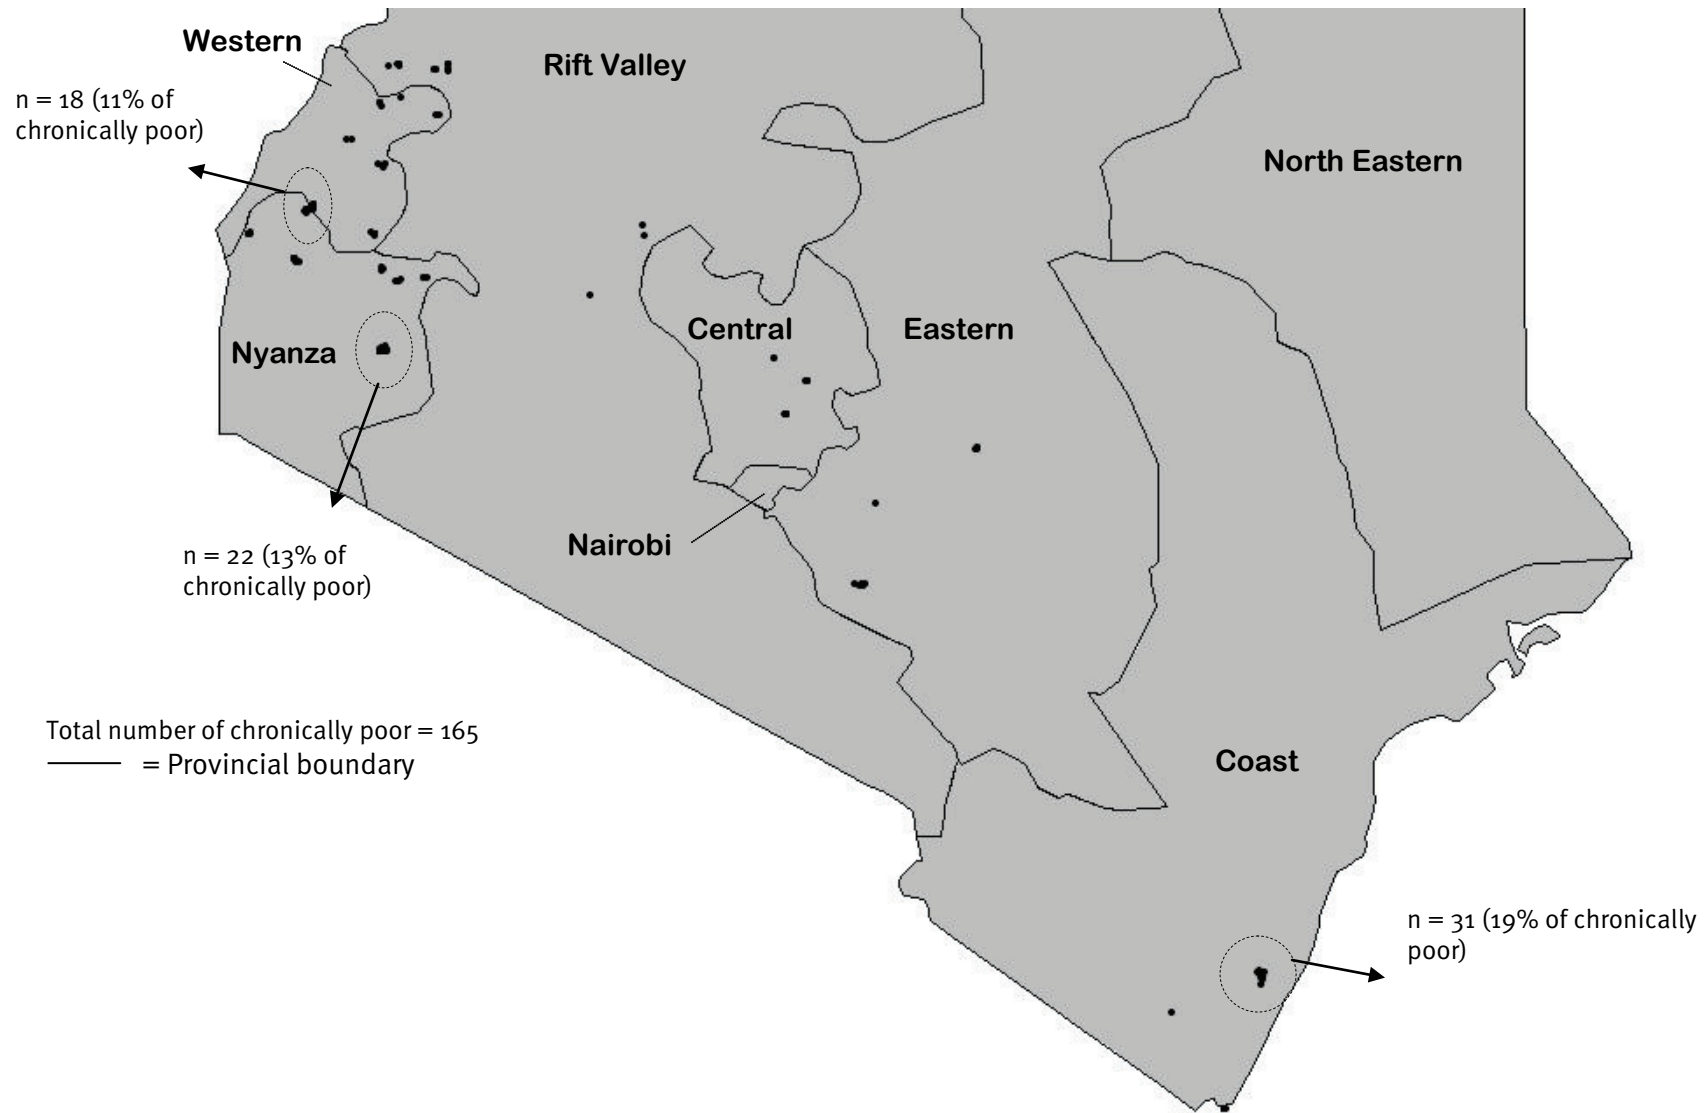 Western
Rift Valley
n = 18 (11% of
chronically poor)
North Eastern
Central
Eastern
Nyanza
Nairobi
n = 22 (13% of
chronically poor)
Total number of chronically poor = 165
= Provincial boundary
Coast
n = 31 (19% of chronically
poor)